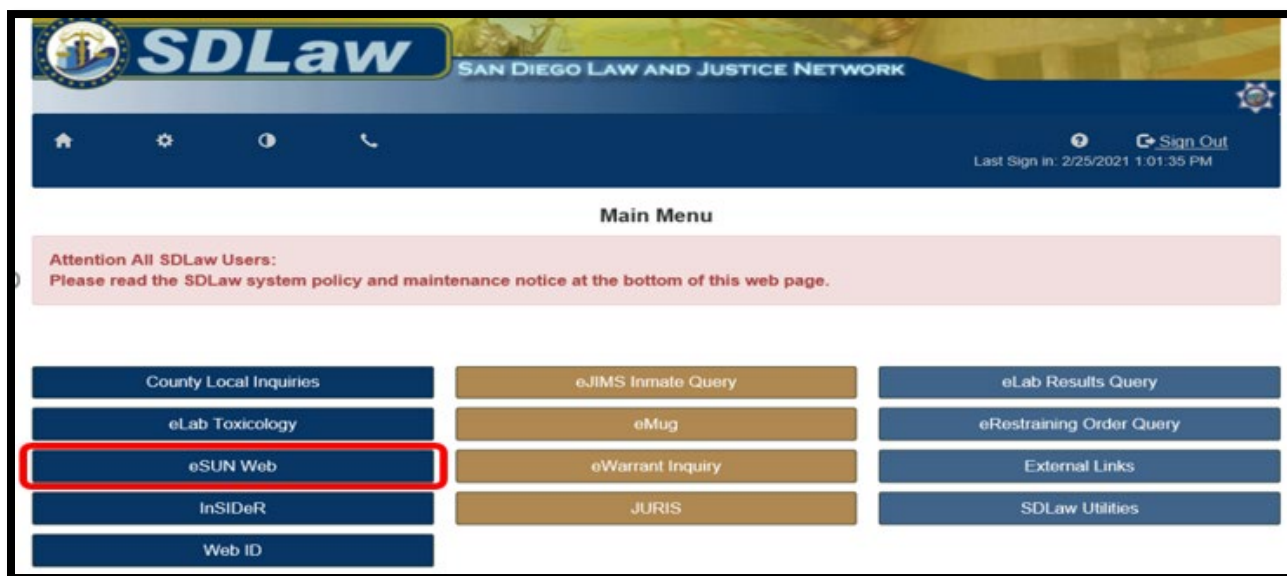 SDLaw
SAN DIEGO LAW AND JUSTICE NETWORK
Sign Out
Last Sign in: 2/25/2021 1:01:35 PM
Main Menu
Attention All SDLaw Users:
Please read the SDLaw system policy and maintenance notice at the bottom of this web page.
County Local Inquiries
eJIMS Inmate Query
eLab Results Query
eLab Toxicology
eMug
eRestraining Order Query
eSUN Web
eWarrant Inquiry
External Links
InSIDeR
JURIS
SDLaw Utilities
Web ID